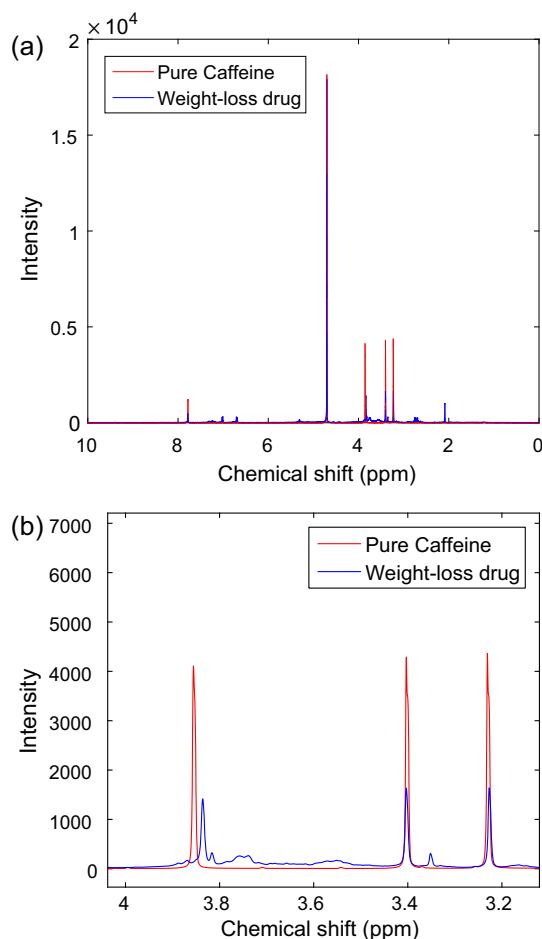 (a)
2 ×10⁴
Pure Caffeine
Weight-loss drug
1.5
1
0.5
0
Intensity
10 8 6 4 2 0
Chemical shift (ppm)
(b)
7000
Pure Caffeine
Weight-loss drug
6000
5000
4000
3000
2000
1000
0
Intensity
4 3.8 3.6 3.4 3.2
Chemical shift (ppm)